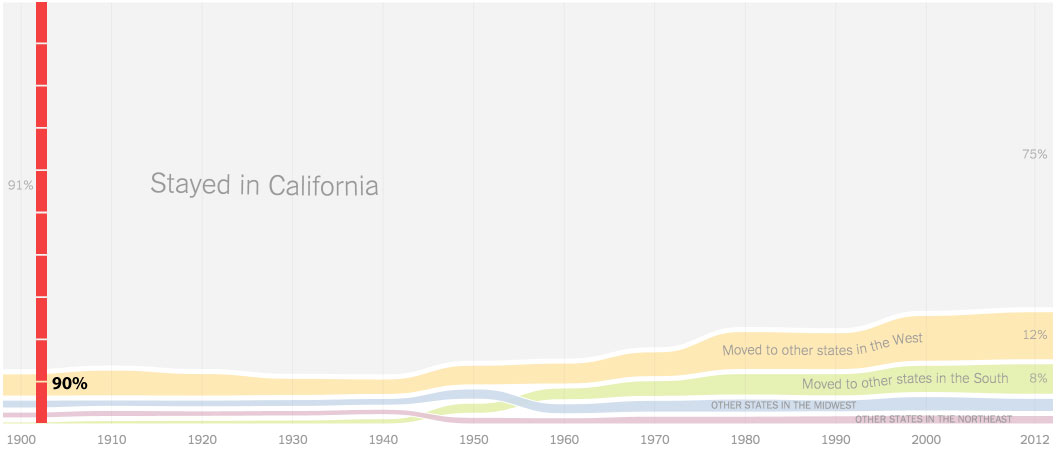 75%
91%
Stayed in California
12%
Moved to other states in the West
90%
Moved to other states in the South 8%
OTHER STATES IN THE MIDWEST
OTHER STATES IN THE NORTHEAST
1900 1910 1920 1930 1940 1950 1960 1970 1980 1990 2000 2012